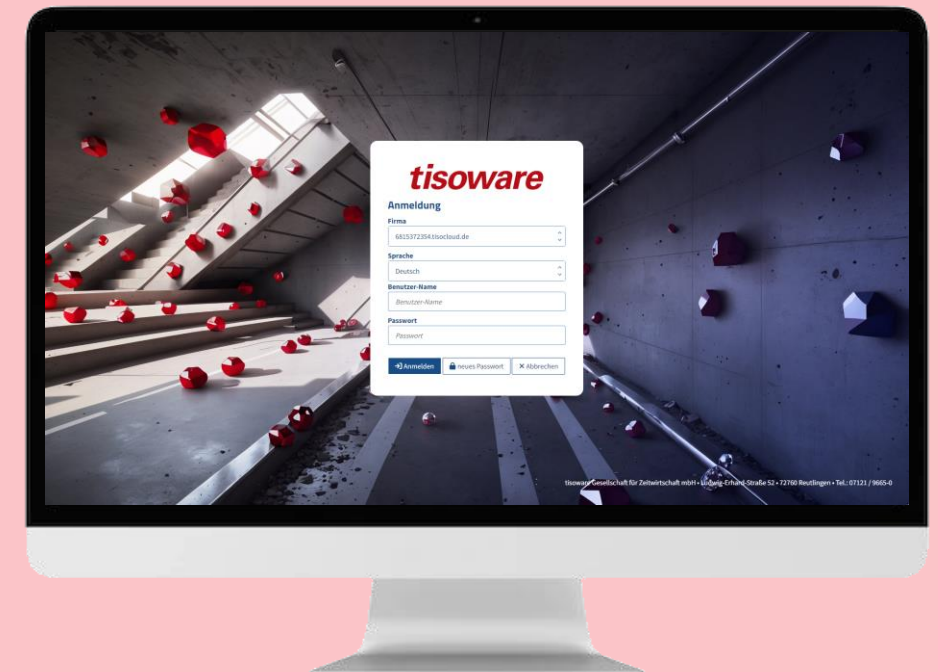 tisoware
Anmeldung
Firma
6815372354.tisocloud.de
Sprache
Deutsch
Benutzer-Name
Benutzer-Name
Passwort
Passwort
Anmelden neues Passwort Abbrechen
tisoware Gesellschaft für Zeitwirtschaft mbH • Ludwig-Erhard-Straße 52 • 72760 Reutlingen • Tel.: 07121 / 9665-0